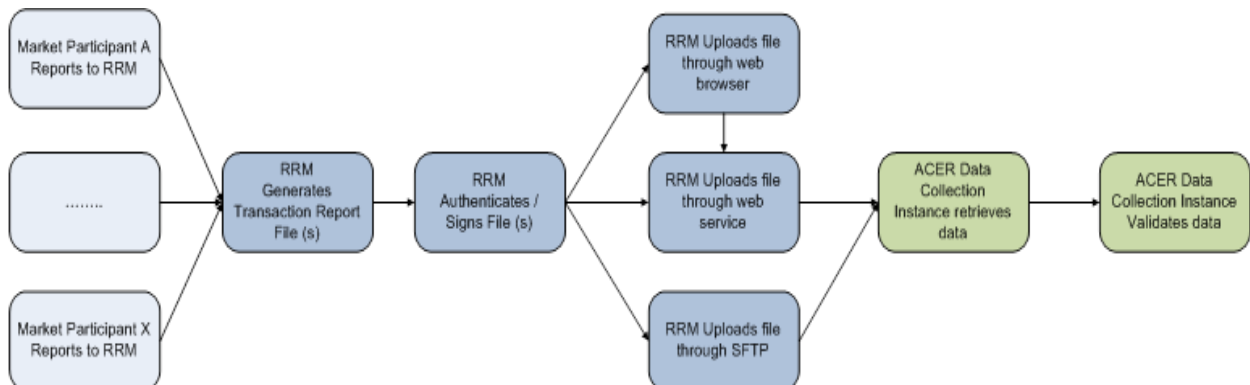 Market Participant A
Reports to RRM
........
Market Participant X
Reports to RRM
RRM
Generates
Transaction Report
File (s)
RRM
Authenticates /
Signs File (s)
RRM Uploads file
through web
browser
RRM Uploads file
through web
service
RRM Uploads file
through SFTP
ACER Data
Collection
Instance retrieves
data
ACER Data
Collection Instance
Validates data